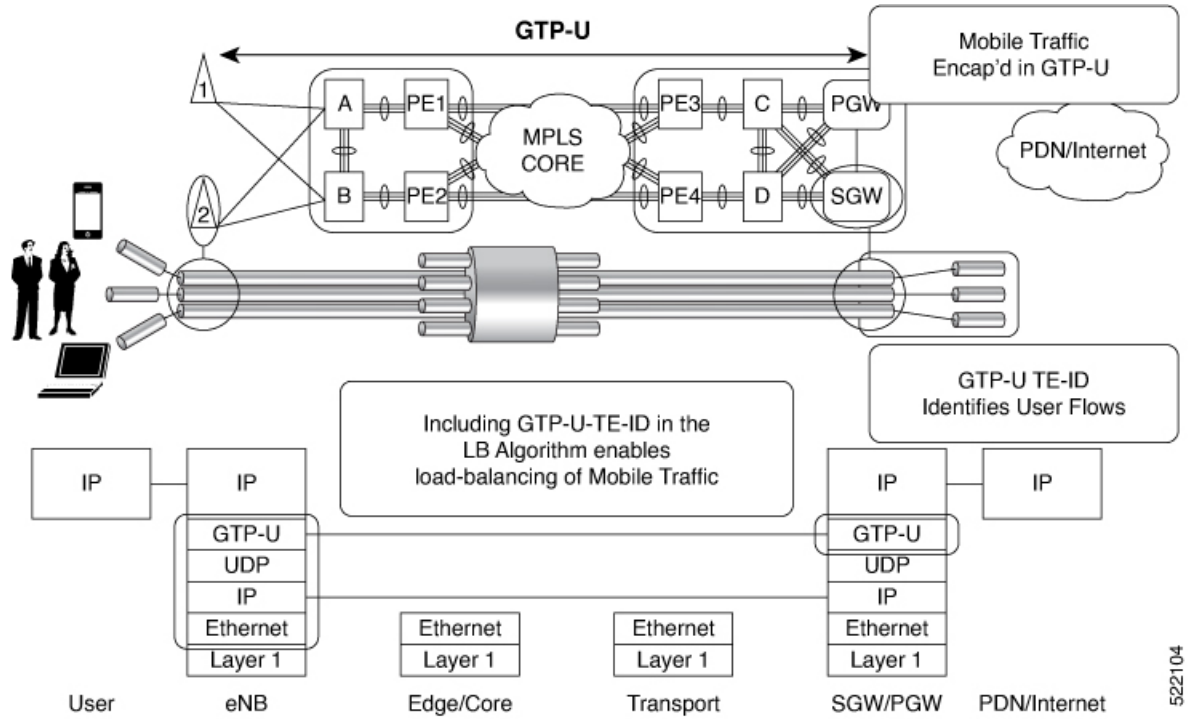 GTP-U
Mobile Traffic
Encap'd in GTP-U
1
A
PE1
MPLS
CORE
PE3
C
PGW
PDN/Internet
2
B
PE2
PE4
D
SGW
GTP-U TE-ID
Identifies User Flows
Including GTP-U-TE-ID in the
LB Algorithm enables
load-balancing of Mobile Traffic
IP
IP
IP
IP
GTP-U
GTP-U
UDP
UDP
IP
IP
Ethernet
Ethernet
Ethernet
Ethernet
Layer 1
Layer 1
Layer 1
Layer 1
User
eNB
Edge/Core
Transport
SGW/PGW
PDN/Internet
522104